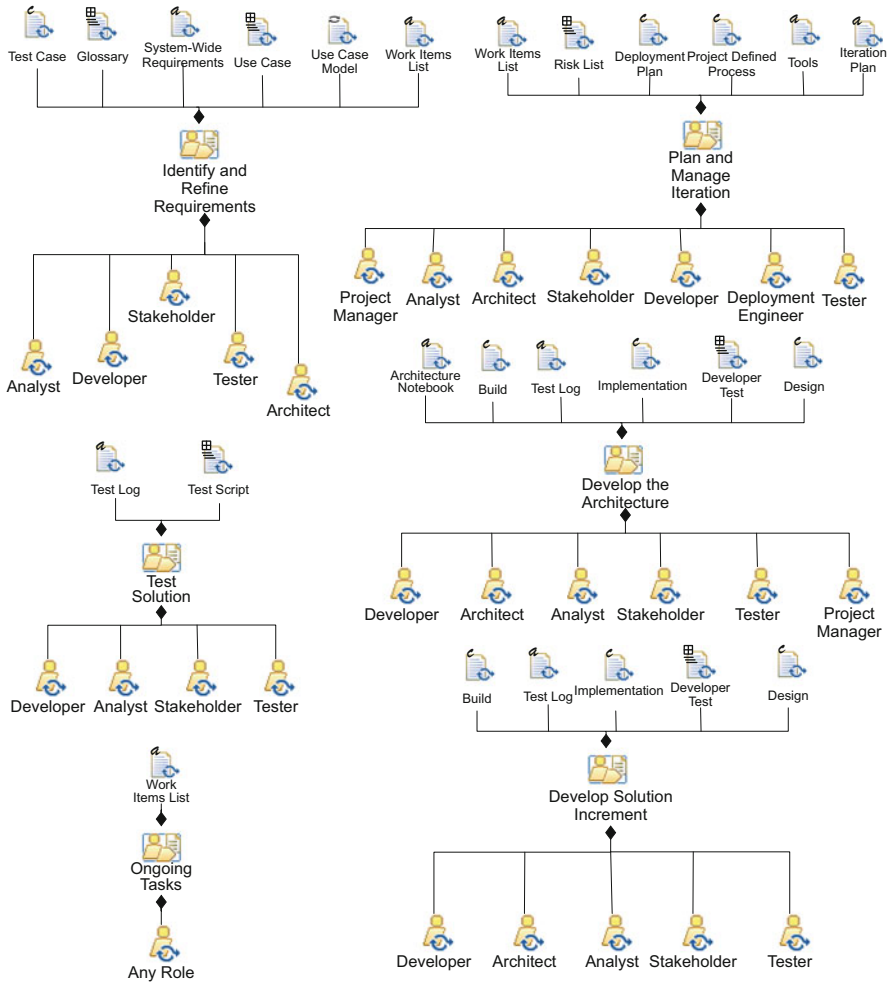 a
a
a
a
Test Case
Glossary
System-Wide
Requirements
Use Case
Use Case
Model
Work Items
List
Identify and
Refine
Requirements
Stakeholder
Analyst
Developer
Tester
Architect
c
a
c
c
a
a
Work Items
List
Risk List
Deployment
Plan
Project Defined
Process
Tools
Iteration
Plan
Plan and
Manage
Iteration
Project
Manager
Analyst
Architect
Stakeholder
Developer
Deployment
Engineer
Tester
a
c
a
c
c
Architecture
Notebook
Build
Test Log
Implementation
Developer
Test
Design
Develop the
Architecture
Developer
Architect
Analyst
Stakeholder
Tester
Project
Manager
a
Test Log
Test Script
Test
Solution
Developer
Analyst
Stakeholder
Tester
c
a
c
c
Build
Test Log
Implementation
Developer
Test
Design
Develop Solution
Increment
Developer
Architect
Analyst
Stakeholder
Tester
a
Work
Items List
Ongoing
Tasks
Any Role